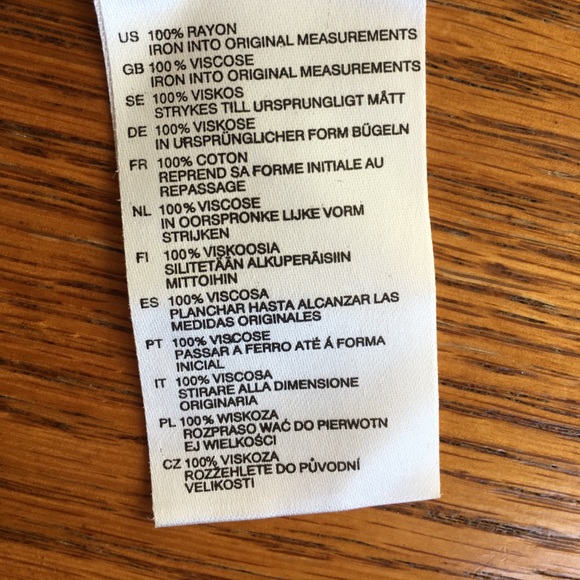 US 100% RAYON
IRON INTO ORIGINAL MEASUREMENTS
GB 100% VISCOSE
IRON INTO ORIGINAL MEASUREMENTS
SE 100% VISKOS
STRYKES TILL URSPRUNGLIGT MÅTT
DE 100% VISKOSE
IN URSPRÜNGLICHER FORM BÜGELN
FR 100% COTON
REPREND SA FORME INITIALE AU
REPASSAGE
NL 100% VISCOSE
IN OORSPRONKE LIJKE VORM
STRIJKEN
FI 100% VISKOOSIA
SILITETÄÄN ALKUPERÄISIIN
MITTOIHIN
ES 100% VISCOSA
PLANCHAR HASTA ALCANZAR LAS
MEDIDAS ORIGINALES
PT 100% VISCOSE
PASSAR A FERRO ATÉ Á FORMA
INICIAL
IT 100% VISCOSA
STIRARE ALLA DIMENSIONE
ORIGINARIA
PL 100% WISKOZA
ROZPRASO WAĆ DO PIERWOTN
EJ WIELKOŚCI
CZ 100% VISKOZA
ROZŽEHLETE DO PŮVODNÍ
VELIKOSTI